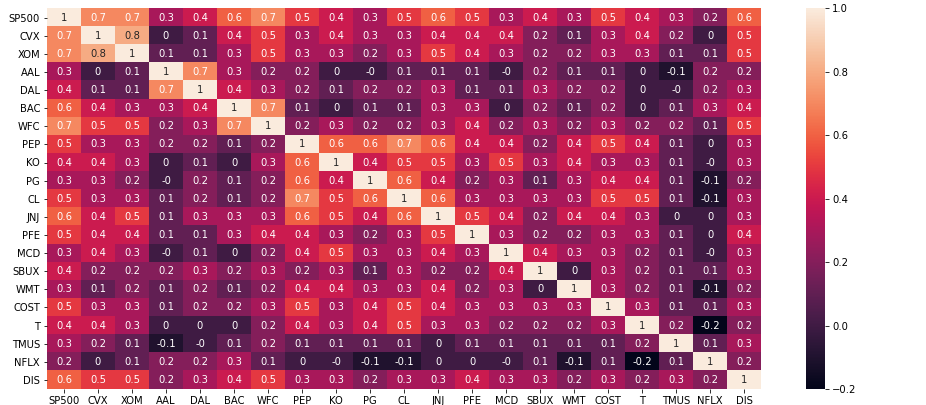 SP500 1 0.7 0.7 0.3 0.4 0.6 0.7 0.5 0.4 0.3 0.5 0.6 0.5 0.3 0.4 0.3 0.5 0.4 0.3 0.2 0.6
CVX 0.7 1 0.8 0 0.1 0.4 0.5 0.3 0.4 0.3 0.3 0.4 0.4 0.4 0.2 0.1 0.3 0.4 0.2 0 0.5
XOM 0.7 0.8 1 0.1 0.1 0.3 0.5 0.3 0.3 0.2 0.3 0.5 0.4 0.3 0.2 0.2 0.3 0.3 0.1 0.1 0.5
AAL 0.3 0 0.1 1 0.7 0.3 0.2 0.2 0 -0 0.1 0.1 0.1 -0 0.2 0.1 0.1 0 -0.1 0.2 0.2
DAL 0.4 0.1 0.1 0.7 1 0.4 0.3 0.2 0.1 0.2 0.2 0.3 0.1 0.1 0.3 0.2 0.2 0 -0 0.2 0.3
BAC 0.6 0.4 0.3 0.3 0.4 1 0.7 0.1 0 0.1 0.1 0.3 0.3 0 0.2 0.1 0.2 0 0.1 0.3 0.4
WFC 0.7 0.5 0.5 0.2 0.3 0.7 1 0.2 0.3 0.2 0.2 0.3 0.4 0.2 0.3 0.2 0.3 0.2 0.2 0.1 0.5
PEP 0.5 0.3 0.3 0.2 0.2 0.1 0.2 1 0.6 0.6 0.7 0.6 0.4 0.4 0.2 0.4 0.5 0.4 0.1 0 0.3
KO 0.4 0.4 0.3 0 0.1 0 0.3 0.6 1 0.4 0.5 0.5 0.3 0.5 0.3 0.4 0.3 0.3 0.1 -0 0.3
PG 0.3 0.3 0.2 -0 0.2 0.1 0.2 0.6 0.4 1 0.6 0.4 0.2 0.3 0.1 0.3 0.4 0.4 0.1 -0.1 0.2
CL 0.5 0.3 0.3 0.1 0.2 0.1 0.2 0.7 0.5 0.6 1 0.6 0.3 0.3 0.3 0.3 0.5 0.5 0.1 -0.1 0.3
JNJ 0.6 0.4 0.5 0.1 0.3 0.3 0.3 0.6 0.5 0.4 0.6 1 0.5 0.4 0.2 0.4 0.4 0.3 0 0 0.3
PFE 0.5 0.4 0.4 0.1 0.1 0.3 0.4 0.4 0.3 0.2 0.3 0.5 1 0.3 0.2 0.2 0.3 0.3 0.1 0 0.4
MCD 0.3 0.4 0.3 -0 0.1 0 0.2 0.4 0.5 0.3 0.3 0.4 0.3 1 0.4 0.3 0.3 0.2 0.1 -0 0.3
SBUX 0.4 0.2 0.2 0.2 0.3 0.2 0.3 0.2 0.3 0.1 0.3 0.2 0.2 0.4 1 0 0.3 0.2 0.1 0.1 0.3
WMT 0.3 0.1 0.2 0.1 0.2 0.1 0.2 0.4 0.4 0.3 0.3 0.4 0.2 0.3 0 1 0.3 0.2 0.1 -0.1 0.2
COST 0.5 0.3 0.3 0.1 0.2 0.2 0.3 0.5 0.3 0.4 0.5 0.4 0.3 0.3 0.3 0.3 1 0.3 0.1 0.1 0.3
T 0.4 0.4 0.3 0 0 0 0.2 0.4 0.3 0.4 0.5 0.3 0.3 0.2 0.2 0.2 0.3 1 0.2 -0.2 0.2
TMUS 0.3 0.2 0.1 -0.1 -0 0.1 0.2 0.1 0.1 0.1 0.1 0 0.1 0.1 0.1 0.1 0.1 0.2 1 0.1 0.3
NFLX 0.2 0 0.1 0.2 0.2 0.3 0.1 0 -0 -0.1 -0.1 0 0 -0 0.1 -0.1 0.1 -0.2 0.1 1 0.2
DIS 0.6 0.5 0.5 0.2 0.3 0.4 0.5 0.3 0.3 0.2 0.3 0.3 0.4 0.3 0.3 0.2 0.3 0.2 0.3 0.2 1
SP500 CVX XOM AAL DAL BAC WFC PEP KO PG CL JNJ PFE MCD SBUX WMT COST T TMUS NFLX DIS
1.0
0.8
0.6
0.4
0.2
0.0
−0.2